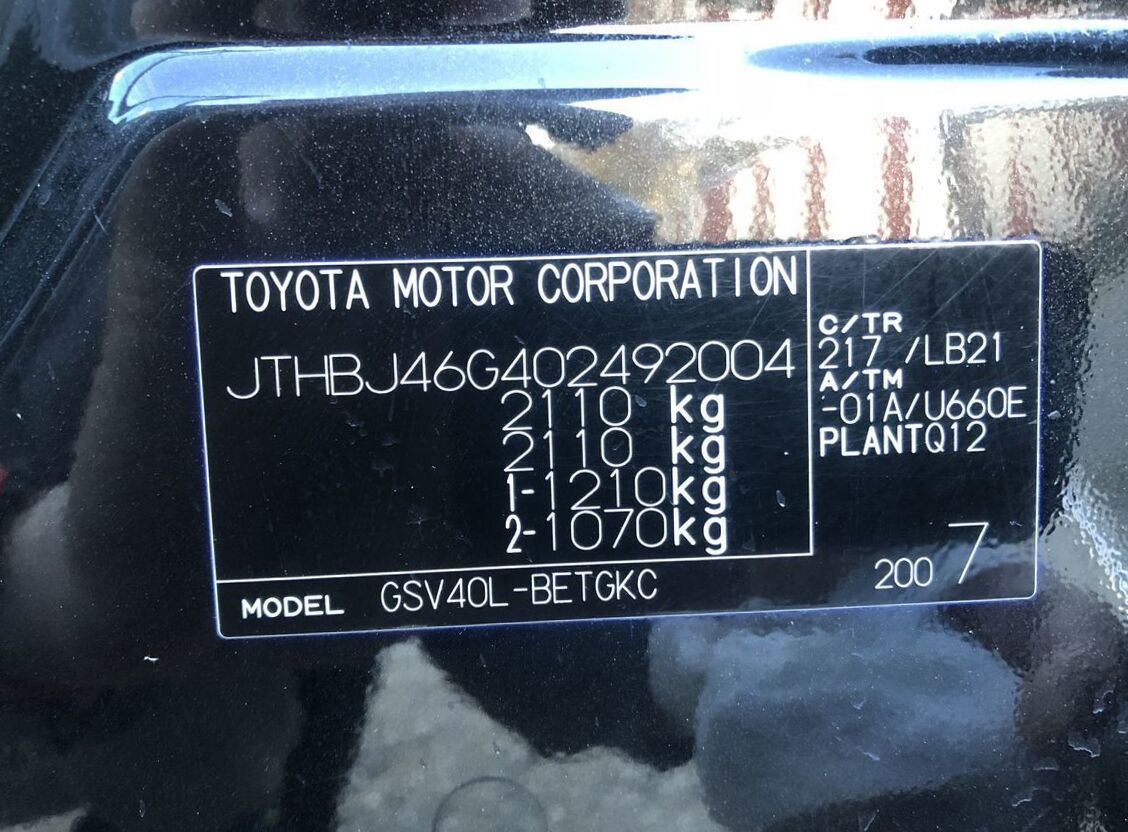 TOYOTA MOTOR CORPORATION
JTHBJ46G402492004
2110 kg
2110 kg
1-1210kg
2-1070kg
C/TR
217 /LB21
A/TM
-01A/U660E
PLANTQ12
2007
MODEL GSV40L-BETGKC